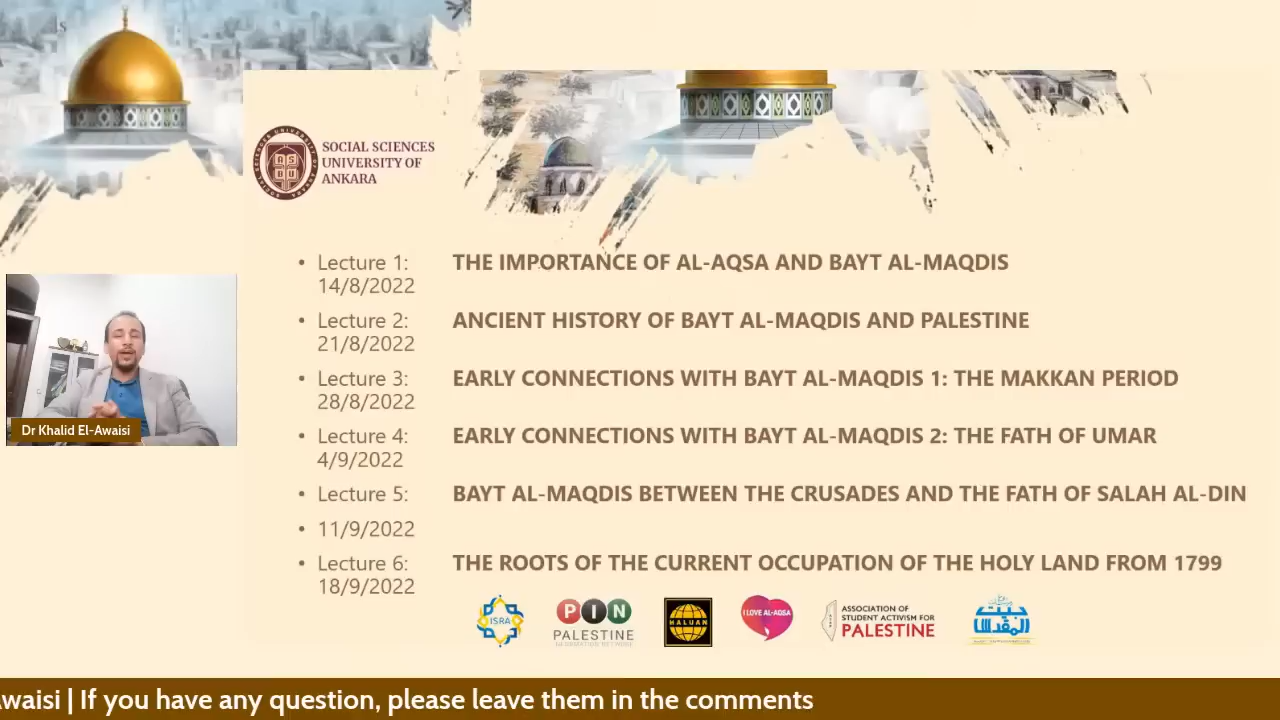 SOCIAL SCIENCES
UNIVERSITY OF
ANKARA
• Lecture 1: THE IMPORTANCE OF AL-AQSA AND BAYT AL-MAQDIS
14/8/2022
• Lecture 2: ANCIENT HISTORY OF BAYT AL-MAQDIS AND PALESTINE
21/8/2022
• Lecture 3: EARLY CONNECTIONS WITH BAYT AL-MAQDIS 1: THE MAKKAN PERIOD
28/8/2022
• Lecture 4: EARLY CONNECTIONS WITH BAYT AL-MAQDIS 2: THE FATH OF UMAR
4/9/2022
• Lecture 5: BAYT AL-MAQDIS BETWEEN THE CRUSADES AND THE FATH OF SALAH AL-DIN
• 11/9/2022
• Lecture 6: THE ROOTS OF THE CURRENT OCCUPATION OF THE HOLY LAND FROM 1799
18/9/2022
Dr Khalid El-Awaisi
ISRA
PIN
PALESTINE
INFORMATION NETWORK
HALUAN
I LOVE AL-AQSA
ASSOCIATION OF
STUDENT ACTIVISM FOR
PALESTINE
بيت
المقدس
Awaisi | If you have any question, please leave them in the comments